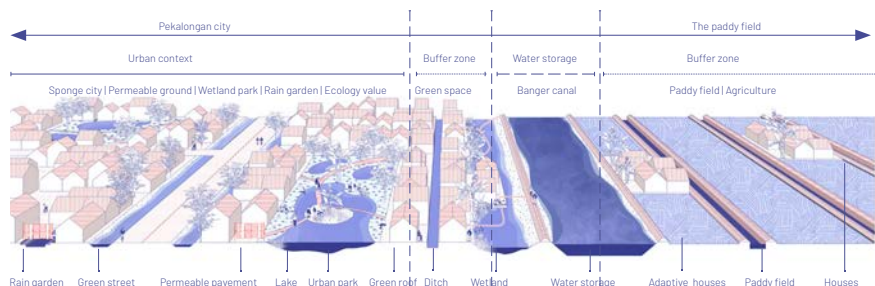 Pekalongan city The paddy field
Urban context Buffer zone Water storage Buffer zone
Sponge city | Permeable ground | Wetland park | Rain garden | Ecology value Green space Banger canal Paddy field | Agriculture
Rain garden Green street Permeable pavement Lake Urban park Green roof Ditch Wetland Water storage Adaptive houses Paddy field Houses